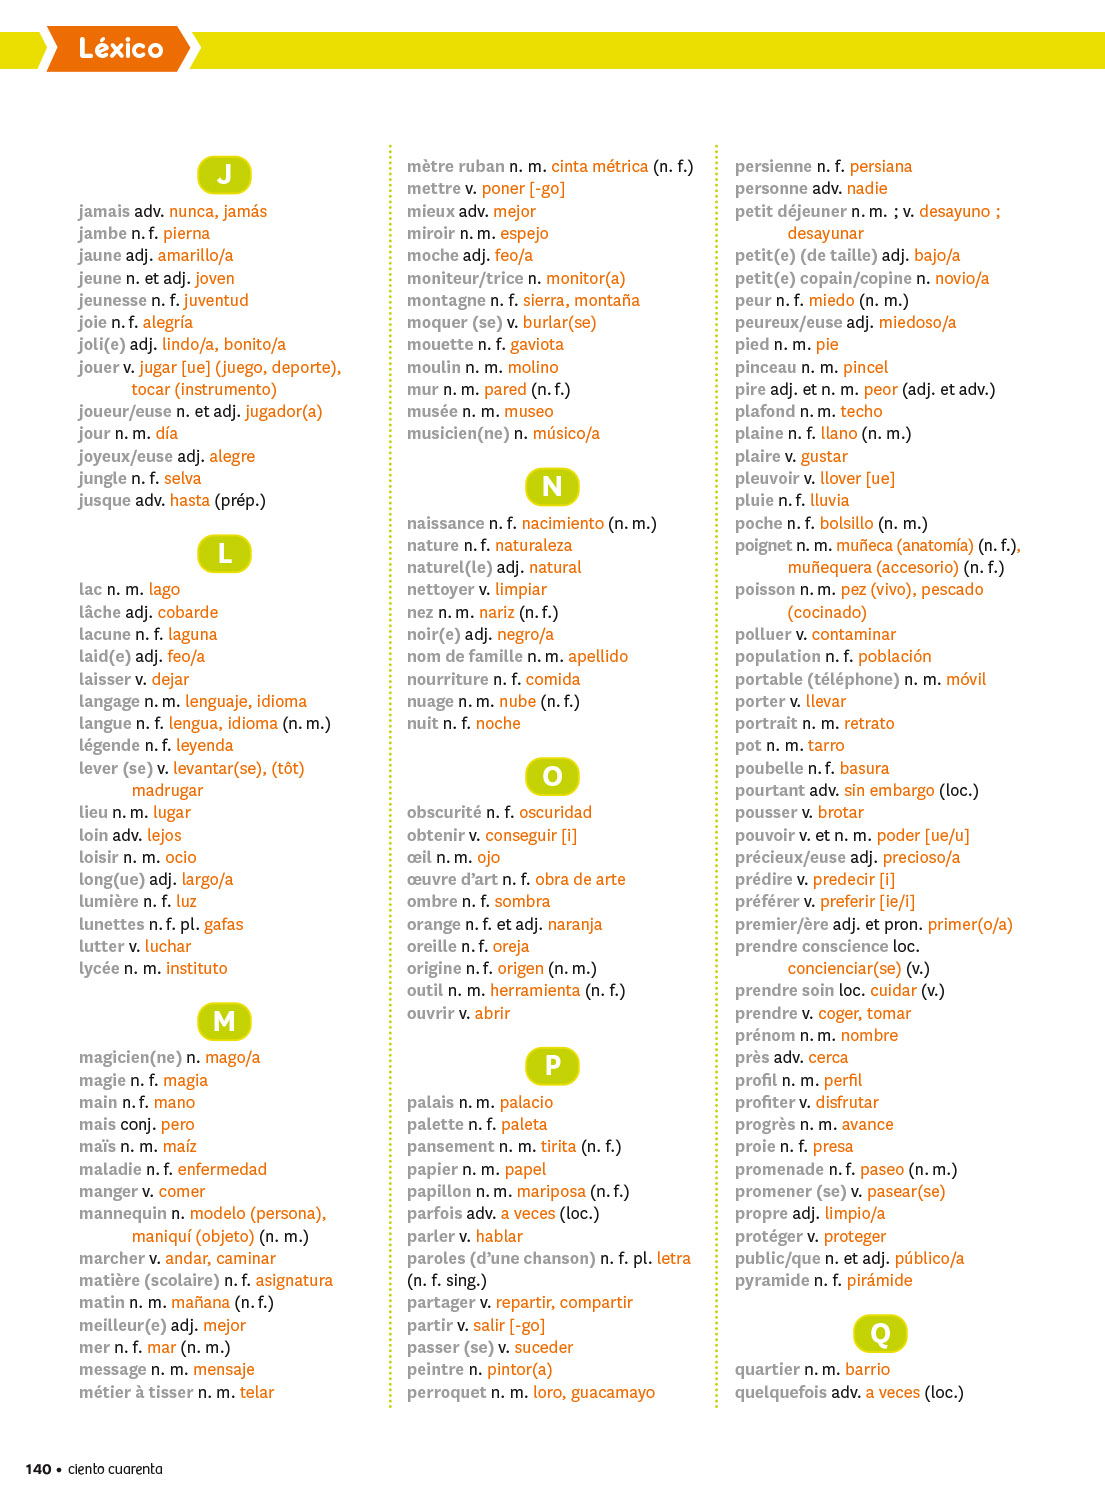 Léxico
J
jamais adv. nunca, jamás
jambe n. f. pierna
jaune adj. amarillo/a
jeune n. et adj. joven
jeunesse n. f. juventud
joie n. f. alegría
joli(e) adj. lindo/a, bonito/a
jouer v. jugar [ue] (juego, deporte),
tocar (instrumento)
joueur/euse n. et adj. jugador(a)
jour n. m. día
joyeux/euse adj. alegre
jungle n. f. selva
jusque adv. hasta (prép.)
L
lac n. m. lago
lâche adj. cobarde
lacune n. f. laguna
laid(e) adj. feo/a
laisser v. dejar
langage n. m. lenguaje, idioma
langue n. f. lengua, idioma (n. m.)
légende n. f. leyenda
lever (se) v. levantar(se), (tôt)
madrugar
lieu n. m. lugar
loin adv. lejos
loisir n. m. ocio
long(ue) adj. largo/a
lumière n. f. luz
lunettes n. f. pl. gafas
lutter v. luchar
lycée n. m. instituto
M
magicien(ne) n. mago/a
magie n. f. magia
main n. f. mano
mais conj. pero
maïs n. m. maíz
maladie n. f. enfermedad
manger v. comer
mannequin n. modelo (persona),
maniquí (objeto) (n. m.)
marcher v. andar, caminar
matière (scolaire) n. f. asignatura
matin n. m. mañana (n. f.)
meilleur(e) adj. mejor
mer n. f. mar (n. m.)
message n. m. mensaje
métier à tisser n. m. telar
mètre ruban n. m. cinta métrica (n. f.)
mettre v. poner [-go]
mieux adv. mejor
miroir n. m. espejo
moche adj. feo/a
moniteur/trice n. monitor(a)
montagne n. f. sierra, montaña
moquer (se) v. burlar(se)
mouette n. f. gaviota
moulin n. m. molino
mur n. m. pared (n. f.)
musée n. m. museo
musicien(ne) n. músico/a
N
naissance n. f. nacimiento (n. m.)
nature n. f. naturaleza
naturel(le) adj. natural
nettoyer v. limpiar
nez n. m. nariz (n. f.)
noir(e) adj. negro/a
nom de famille n. m. apellido
nourriture n. f. comida
nuage n. m. nube (n. f.)
nuit n. f. noche
O
obscurité n. f. oscuridad
obtenir v. conseguir [i]
œil n. m. ojo
œuvre d'art n. f. obra de arte
ombre n. f. sombra
orange n. f. et adj. naranja
oreille n. f. oreja
origine n. f. origen (n. m.)
outil n. m. herramienta (n. f.)
ouvrir v. abrir
P
palais n. m. palacio
palette n. f. paleta
pansement n. m. tirita (n. f.)
papier n. m. papel
papillon n. m. mariposa (n. f.)
parfois adv. a veces (loc.)
parler v. hablar
paroles (d'une chanson) n. f. pl. letra
(n. f. sing.)
partager v. repartir, compartir
partir v. salir [-go]
passer (se) v. suceder
peintre n. pintor(a)
perroquet n. m. loro, guacamayo
persienne n. f. persiana
personne adv. nadie
petit déjeuner n. m. ; v. desayuno ;
desayunar
petit(e) (de taille) adj. bajo/a
petit(e) copain/copine n. novio/a
peur n. f. miedo (n. m.)
peureux/euse adj. miedoso/a
pied n. m. pie
pinceau n. m. pincel
pire adj. et n. m. peor (adj. et adv.)
plafond n. m. techo
plaine n. f. llano (n. m.)
plaire v. gustar
pleuvoir v. llover [ue]
pluie n. f. lluvia
poche n. f. bolsillo (n. m.)
poignet n. m. muñeca (anatomía) (n. f.),
muñequera (accesorio) (n. f.)
poisson n. m. pez (vivo), pescado
(cocinado)
polluer v. contaminar
population n. f. población
portable (téléphone) n. m. móvil
porter v. llevar
portrait n. m. retrato
pot n. m. tarro
poubelle n. f. basura
pourtant adv. sin embargo (loc.)
pousser v. brotar
pouvoir v. et n. m. poder [ue/u]
précieux/euse adj. precioso/a
prédire v. predecir [i]
préférer v. preferir [ie/i]
premier/ère adj. et pron. primer(o/a)
prendre conscience loc.
concienciar(se) (v.)
prendre soin loc. cuidar (v.)
prendre v. coger, tomar
prénom n. m. nombre
près adv. cerca
profil n. m. perfil
profiter v. disfrutar
progrès n. m. avance
proie n. f. presa
promenade n. f. paseo (n. m.)
promener (se) v. pasear(se)
propre adj. limpio/a
protéger v. proteger
public/que n. et adj. público/a
pyramide n. f. pirámide
Q
quartier n. m. barrio
quelquefois adv. a veces (loc.)
140 • ciento cuarenta